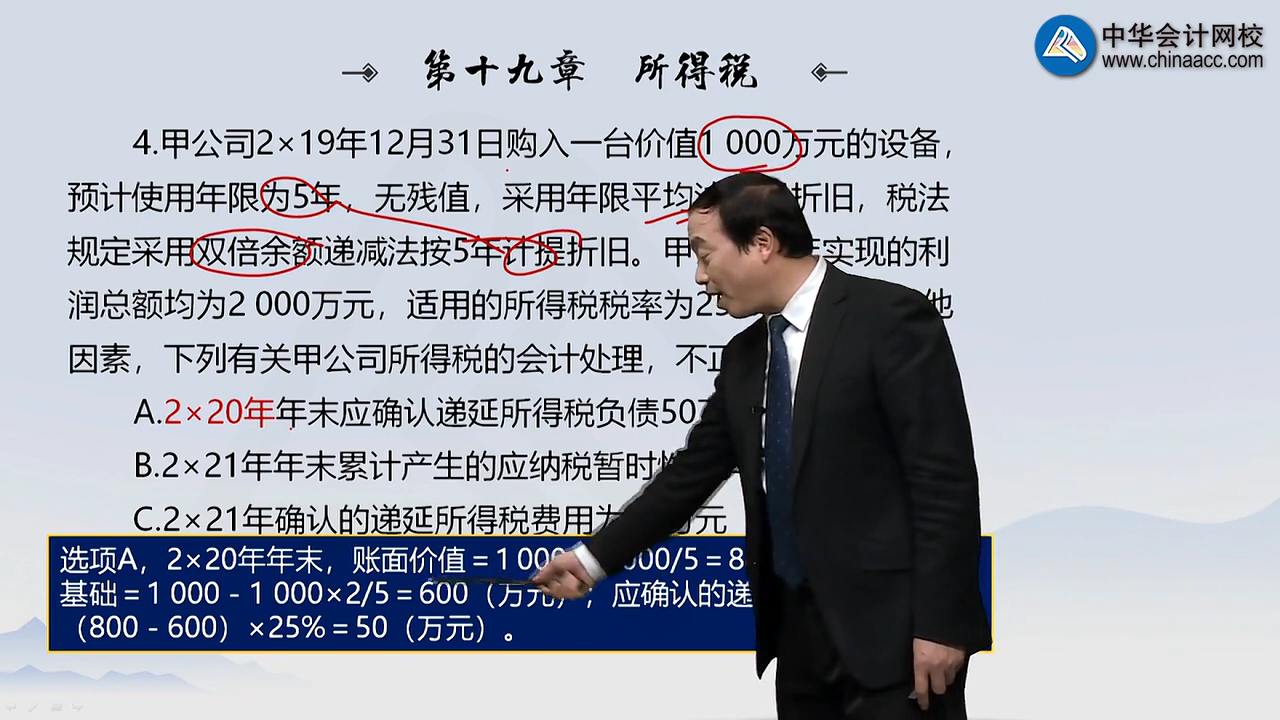 中华会计网校
www.chinaacc.com
第十九章 所得税
4.甲公司2×19年12月31日购入一台价值1 000万元的设备，
预计使用年限为5年，无残值，采用年限平均 折旧，税法
规定采用双倍余额递减法按5年计提折旧。甲 实现的利
润总额均为2 000万元，适用的所得税税率为2 他
因素，下列有关甲公司所得税的会计处理，不
A.2×20年年末应确认递延所得税负债50
B.2×21年年末累计产生的应纳税暂时
C.2×21年确认的递延所得税费用为 万元
选项A，2×20年年末，账面价值＝1 000 000/5＝8
基础＝1 000－1 000×2/5＝600（万元），应确认的递
（800－600）×25%＝50（万元）。